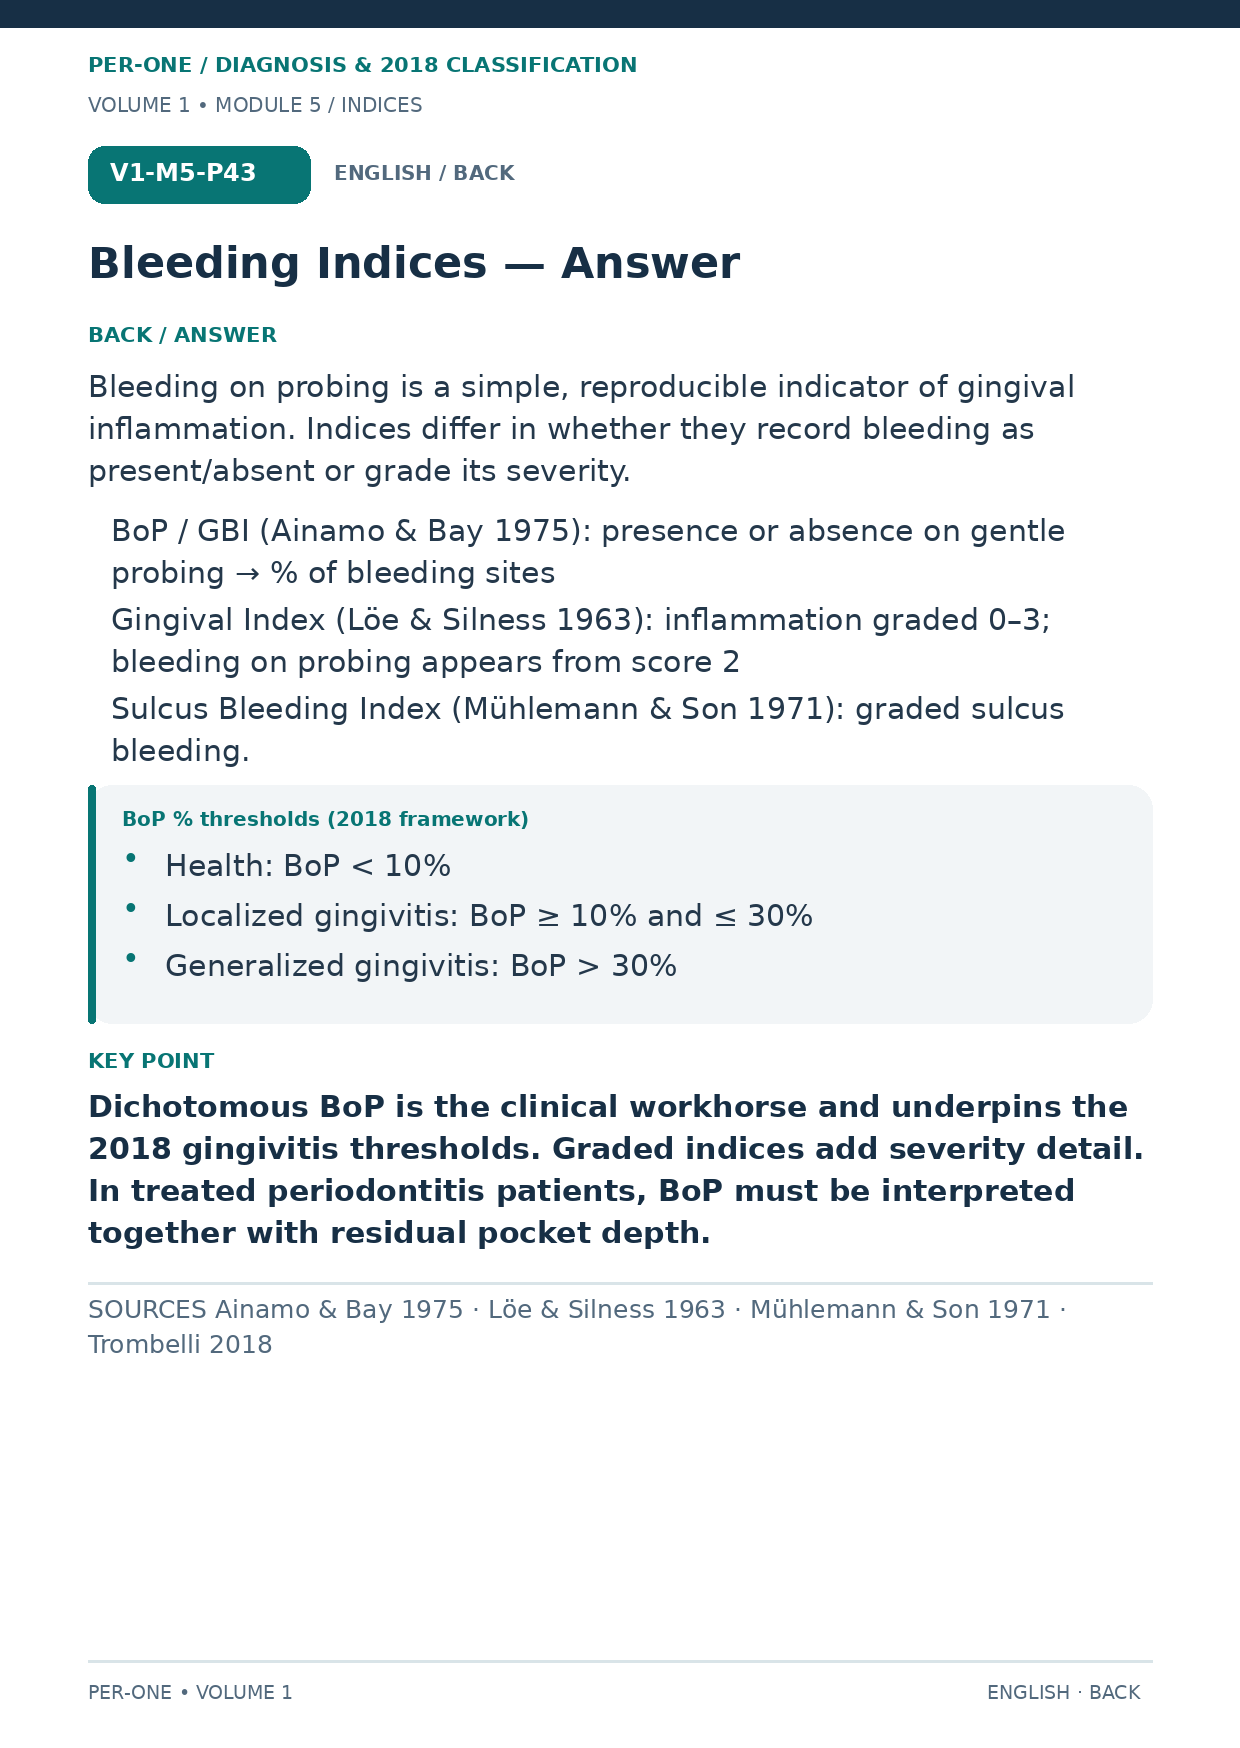 PER-ONE / DIAGNOSIS & 2018 CLASSIFICATION
VOLUME 1 • MODULE 5 / INDICES
V1-M5-P43
ENGLISH / BACK
Bleeding Indices — Answer
BACK / ANSWER
Bleeding on probing is a simple, reproducible indicator of gingival
inflammation. Indices differ in whether they record bleeding as
present/absent or grade its severity.
BoP / GBI (Ainamo & Bay 1975): presence or absence on gentle
probing → % of bleeding sites
Gingival Index (Löe & Silness 1963): inflammation graded 0–3;
bleeding on probing appears from score 2
Sulcus Bleeding Index (Mühlemann & Son 1971): graded sulcus
bleeding.
BoP % thresholds (2018 framework)
• Health: BoP < 10%
• Localized gingivitis: BoP ≥ 10% and ≤ 30%
• Generalized gingivitis: BoP > 30%
KEY POINT
Dichotomous BoP is the clinical workhorse and underpins the
2018 gingivitis thresholds. Graded indices add severity detail.
In treated periodontitis patients, BoP must be interpreted
together with residual pocket depth.
SOURCES Ainamo & Bay 1975 · Löe & Silness 1963 · Mühlemann & Son 1971 ·
Trombelli 2018
PER-ONE • VOLUME 1
ENGLISH · BACK